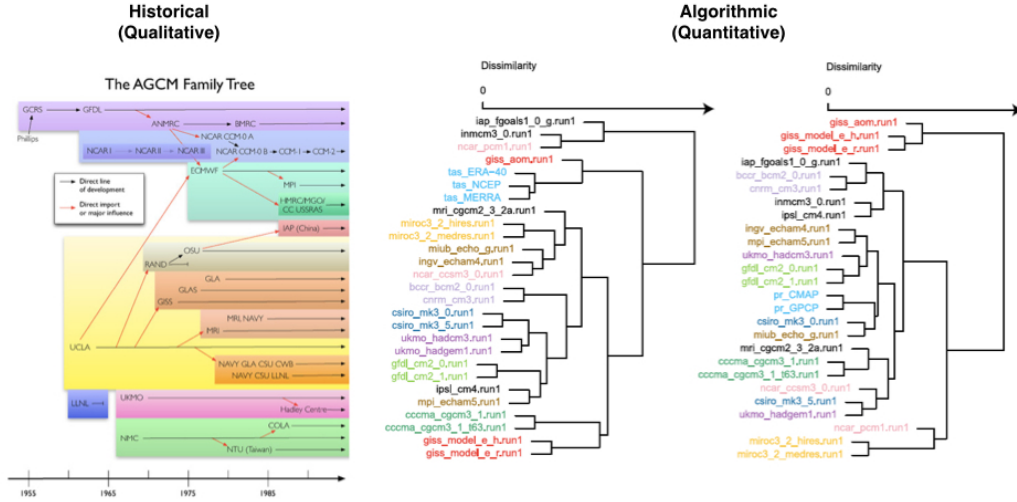 Historical
(Qualitative)
Algorithmic
(Quantitative)
The AGCM Family Tree
GCRS
GFDL
Phillips
ANMRC
BMRC
NCAR CCM-0 A
NCAR I
NCAR II
NCAR III
NCAR CCM-0 B
CCM-1
CCM-2
ECMWF
MPI
HMRC/MGO/
CC USSRAS
Direct line
of development
Direct import
or major influence
IAP (China)
OSU
RAND
GLA
GLAS
GISS
MRI NAVY
MRI
UCLA
NAVY GLA CSU CWB
NAVY CSU LLNL
LLNL
UKMO
Hadley Centre
COLA
NMC
NTU (Taiwan)
1955
1965
1975
1985
Dissimilarity
0
iap_fgoals1_0_g.run1
inmcm3_0.run1
ncar_pcm1.run1
giss_aom.run1
tas_ERA-40
tas_NCEP
tas_MERRA
mri_cgcm2_3_2a.run1
miroc3_2_hires.run1
miroc3_2_medres.run1
miub_echo_g.run1
ingv_echam4.run1
ncar_ccsm3_0.run1
bccr_bcm2_0.run1
cnrm_cm3.run1
csiro_mk3_0.run1
csiro_mk3_5.run1
ukmo_hadcm3.run1
ukmo_hadgem1.run1
gfdl_cm2_0.run1
gfdl_cm2_1.run1
ipsl_cm4.run1
mpi_echam5.run1
cccma_cgcm3_1.run1
cccma_cgcm3_1_t63.run1
giss_model_e_h.run1
giss_model_e_r.run1
Dissimilarity
0
giss_aom.run1
giss_model_e_h.run1
giss_model_e_r.run1
iap_fgoals1_0_g.run1
bccr_bcm2_0.run1
cnrm_cm3.run1
inmcm3_0.run1
ipsl_cm4.run1
ingv_echam4.run1
mpi_echam5.run1
ukmo_hadcm3.run1
gfdl_cm2_0.run1
gfdl_cm2_1.run1
pr_CMAP
pr_GPCP
csiro_mk3_0.run1
miub_echo_g.run1
mri_cgcm2_3_2a.run1
cccma_cgcm3_1.run1
cccma_cgcm3_1_t63.run1
ncar_ccsm3_0.run1
csiro_mk3_5.run1
ukmo_hadgem1.run1
ncar_pcm1.run1
miroc3_2_hires.run1
miroc3_2_medres.run1